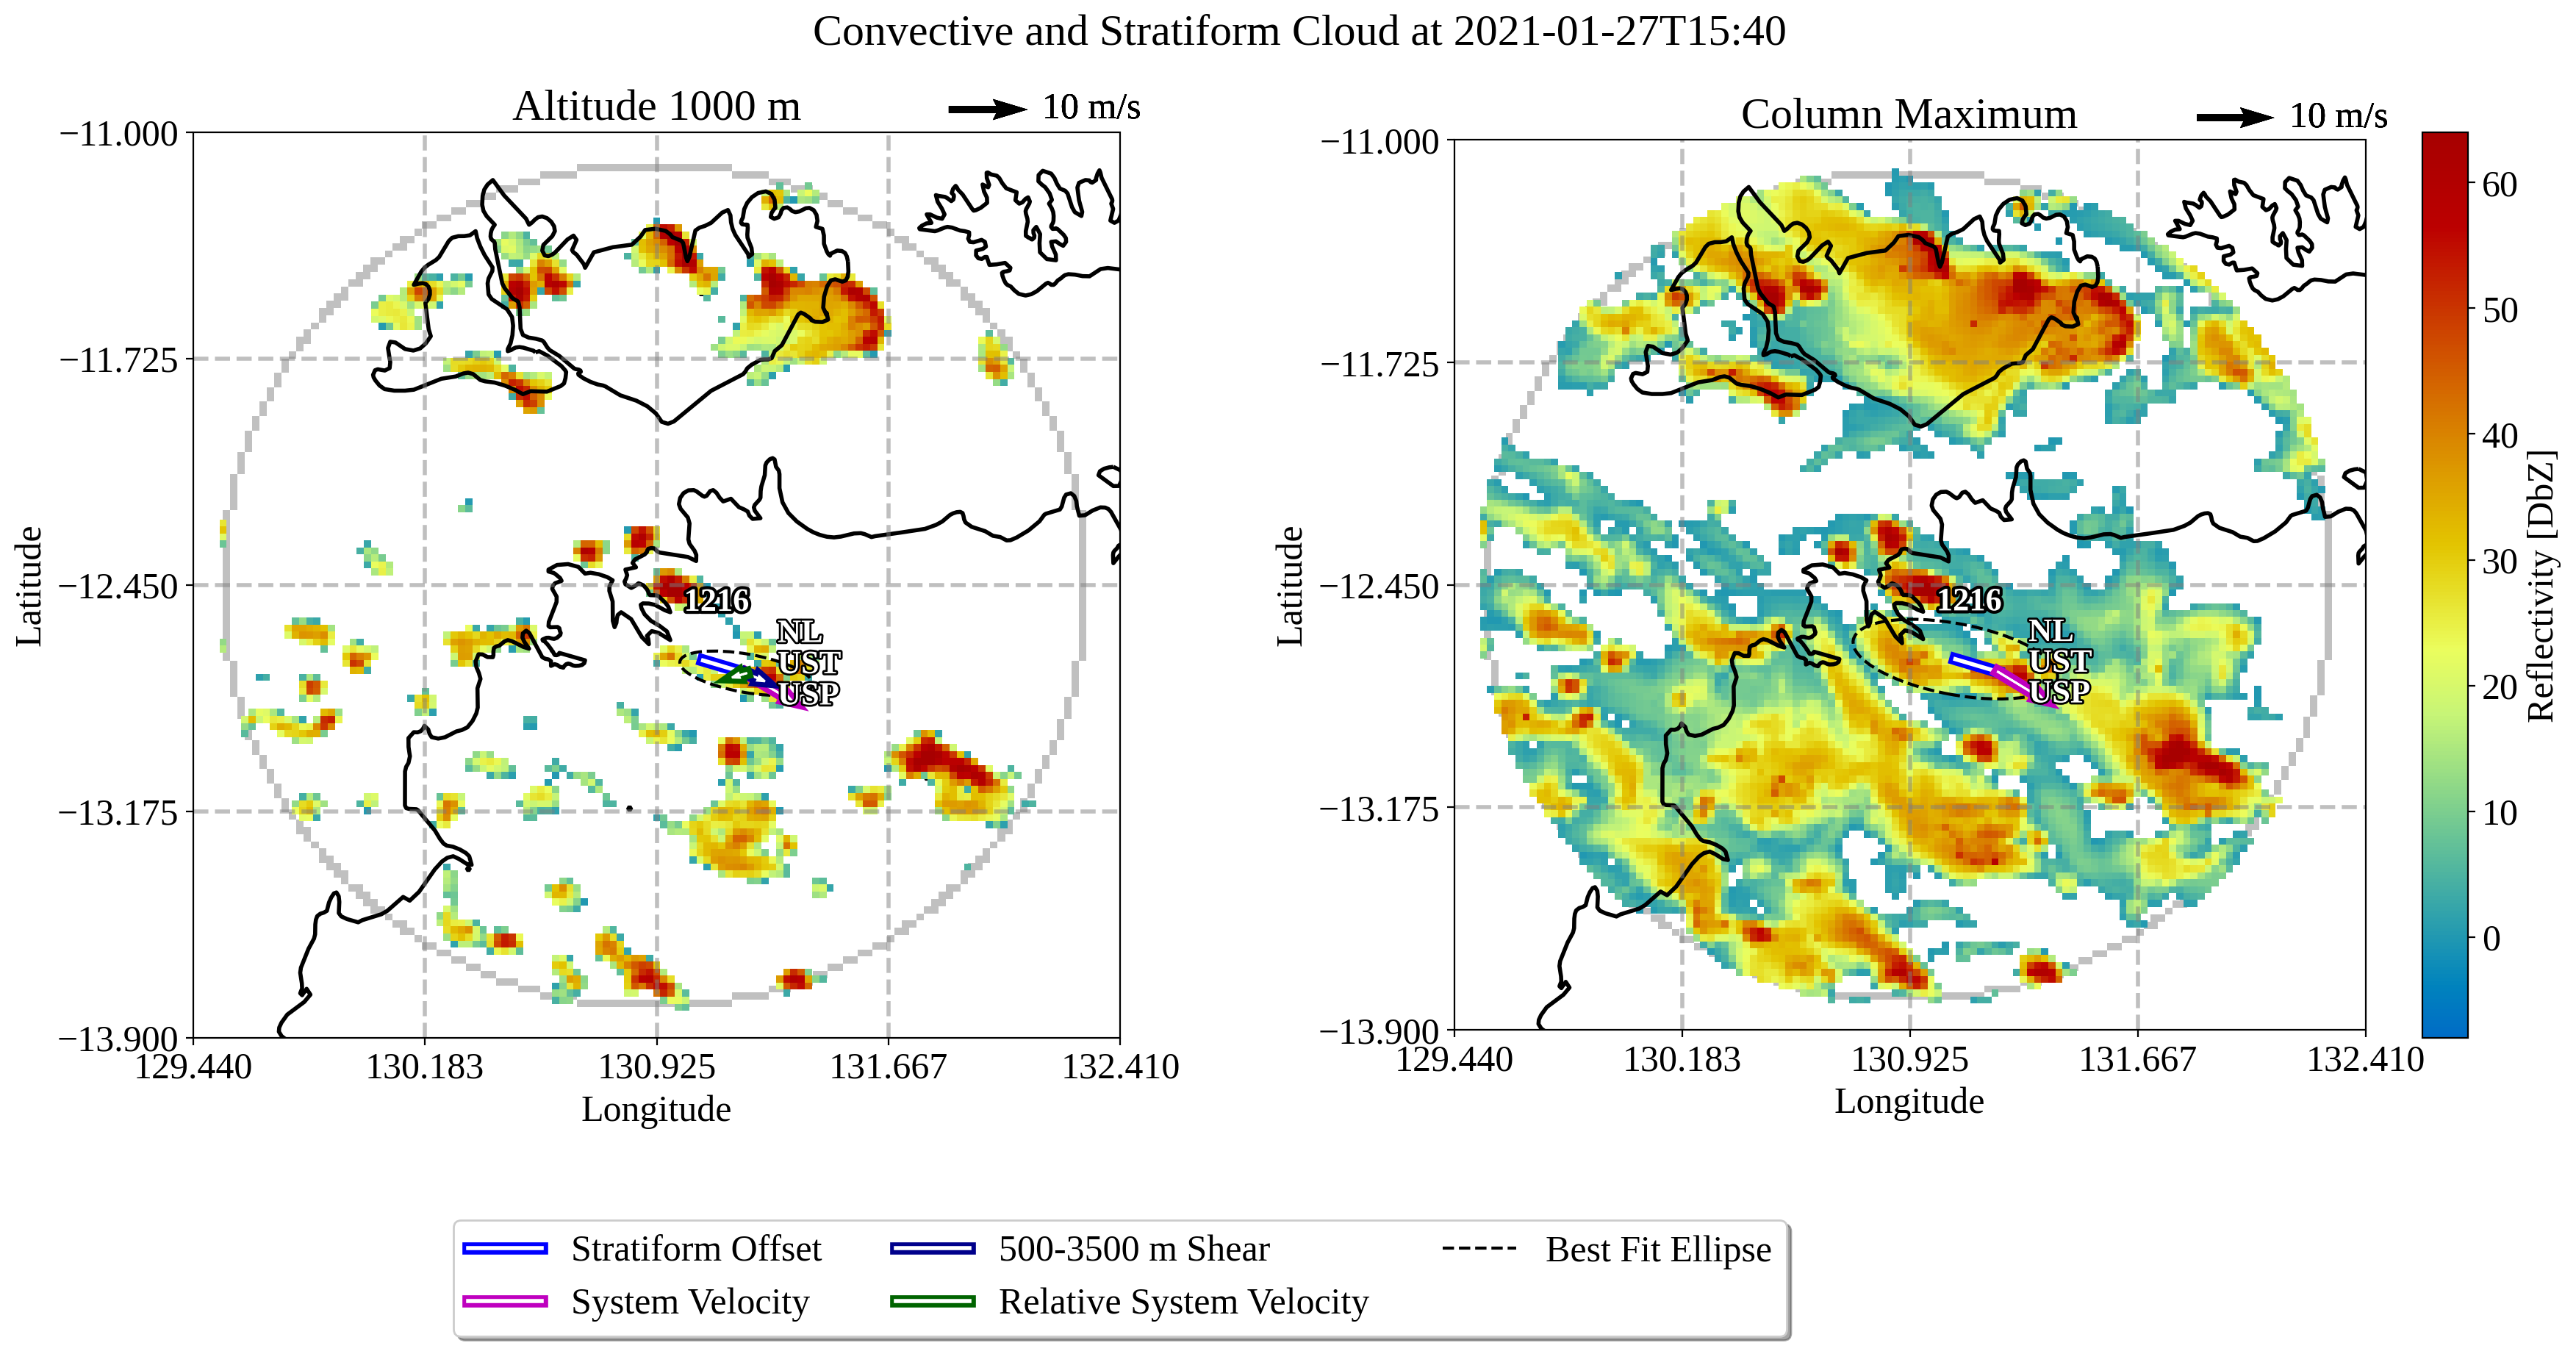 Convective and Stratiform Cloud at 2021-01-27T15:40
Altitude 1000 m
10 m/s
Column Maximum
10 m/s
−11.000
−11.725
−12.450
−13.175
−13.900
Latitude
129.440
130.183
130.925
131.667
132.410
Longitude
1216
NL
UST
USP
−11.000
−11.725
−12.450
−13.175
−13.900
Latitude
129.440
130.183
130.925
131.667
132.410
Longitude
1216
NL
UST
USP
60
50
40
30
20
10
0
Reflectivity [DbZ]
Stratiform Offset
System Velocity
500-3500 m Shear
Relative System Velocity
Best Fit Ellipse